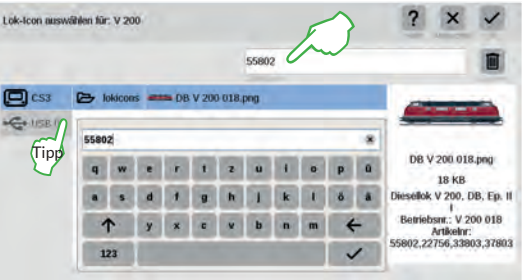 Lok-Icon auswählen für: V 200
?
55802
CS3 lokicons DB V 200 018.png
USB
Tipp
55802
q w e r t z u i o p ü
a s d f g h j k l ö ä
y x c v b n m
123
DB V 200 018.png
18 KB
Diesellok V 200, DB, Ep. II
I
Betriebsnr.: V 200 018
Artikelnr:
55802,22756,33803,37803